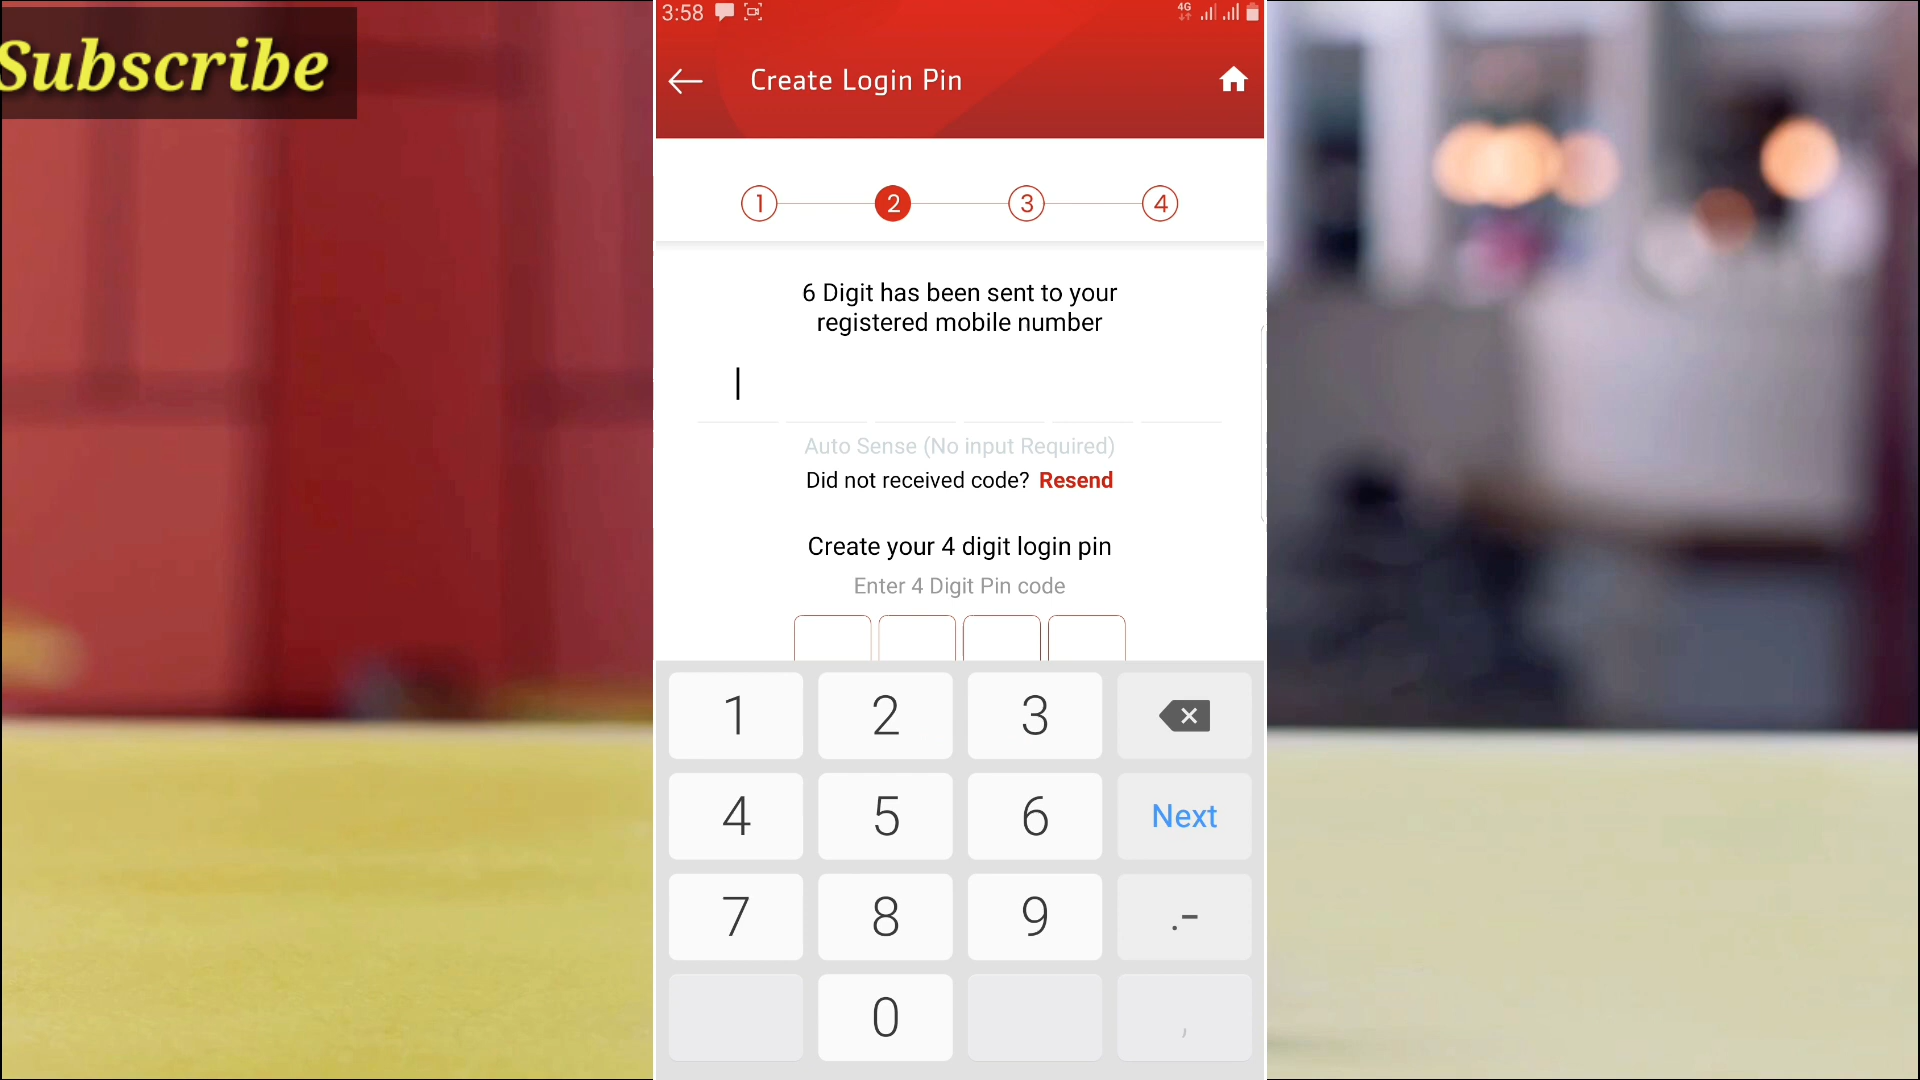 Subscribe
3:58
4G
Create Login Pin
1 2 3 4
6 Digit has been sent to your
registered mobile number
Auto Sense (No input Required)
Did not received code? Resend
Create your 4 digit login pin
Enter 4 Digit Pin code
1 2 3
4 5 6 Next
7 8 9 .-
0 ,